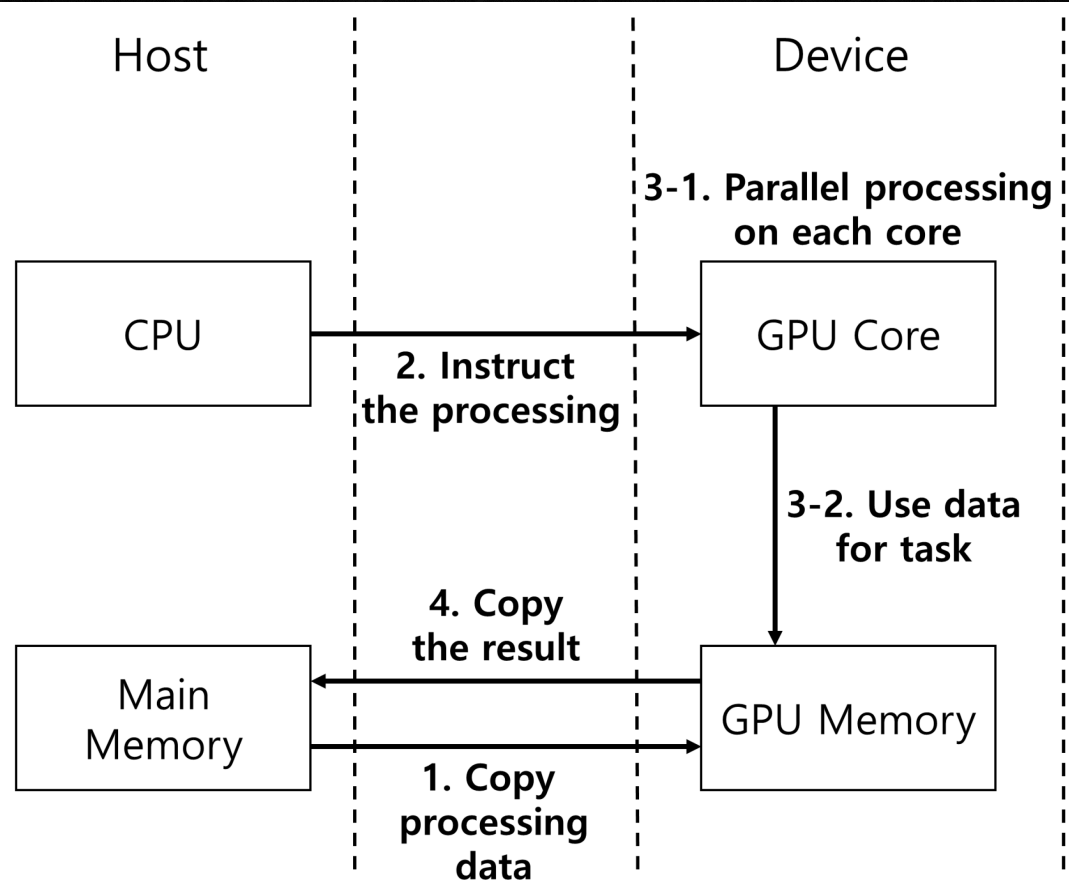 Host
Device
3-1. Parallel processing
on each core
CPU
GPU Core
2. Instruct
the processing
3-2. Use data
for task
4. Copy
the result
Main
Memory
GPU Memory
1. Copy
processing
data